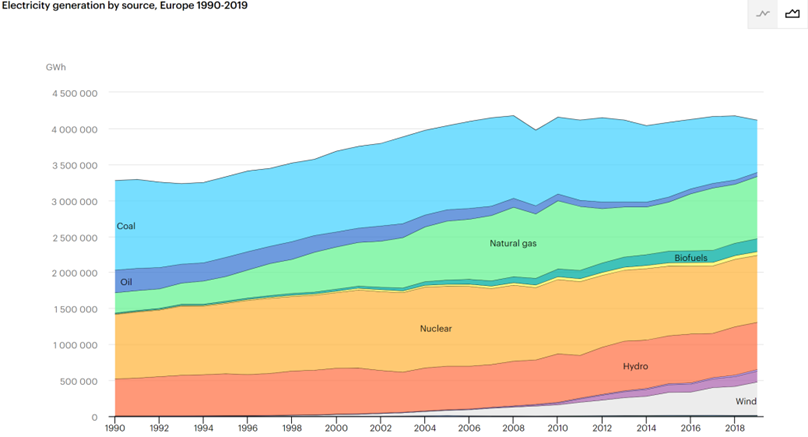 Electricity generation by source, Europe 1990-2019
GWh
4 500 000
4 000 000
3 500 000
3 000 000
2 500 000
2 000 000
1 500 000
1 000 000
500 000
0
Coal
Oil
Natural gas
Biofuels
Nuclear
Hydro
Wind
1990 1992 1994 1996 1998 2000 2002 2004 2006 2008 2010 2012 2014 2016 2018